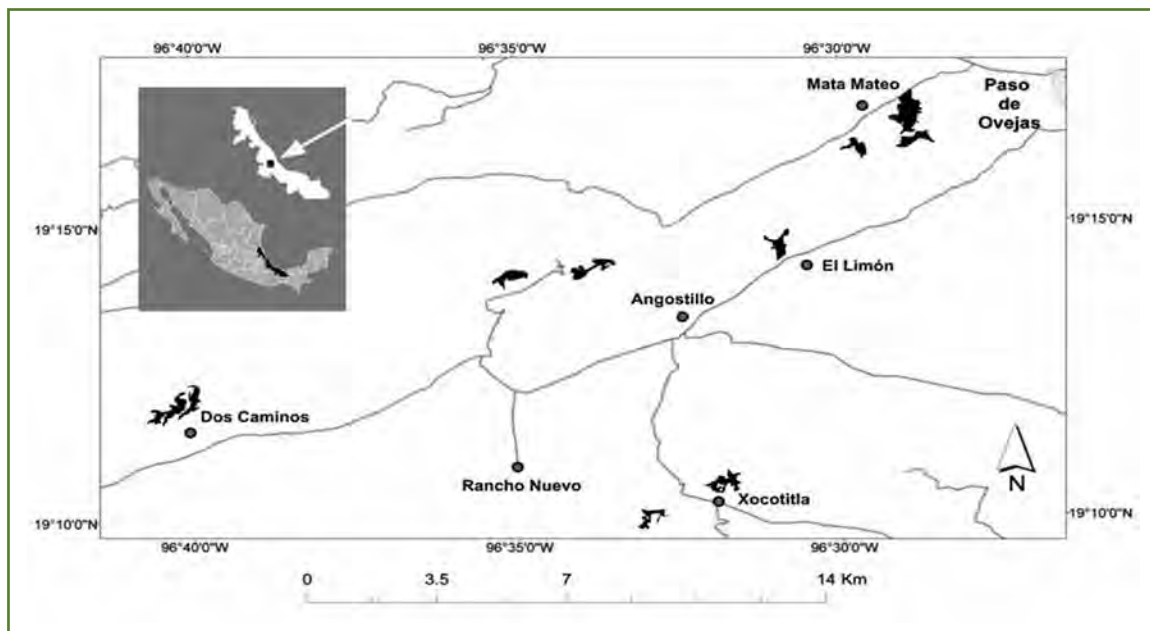 96°40'0"W 96°35'0"W 96°30'0"W
Mata Mateo
Paso
de
Ovejas
19°15'0"N 19°15'0"N
El Limón
Angostillo
Dos Caminos
Rancho Nuevo
Xocotitla
N
19°10'0"N 19°10'0"N
96°40'0"W 96°35'0"W 96°30'0"W
0 3.5 7 14 Km